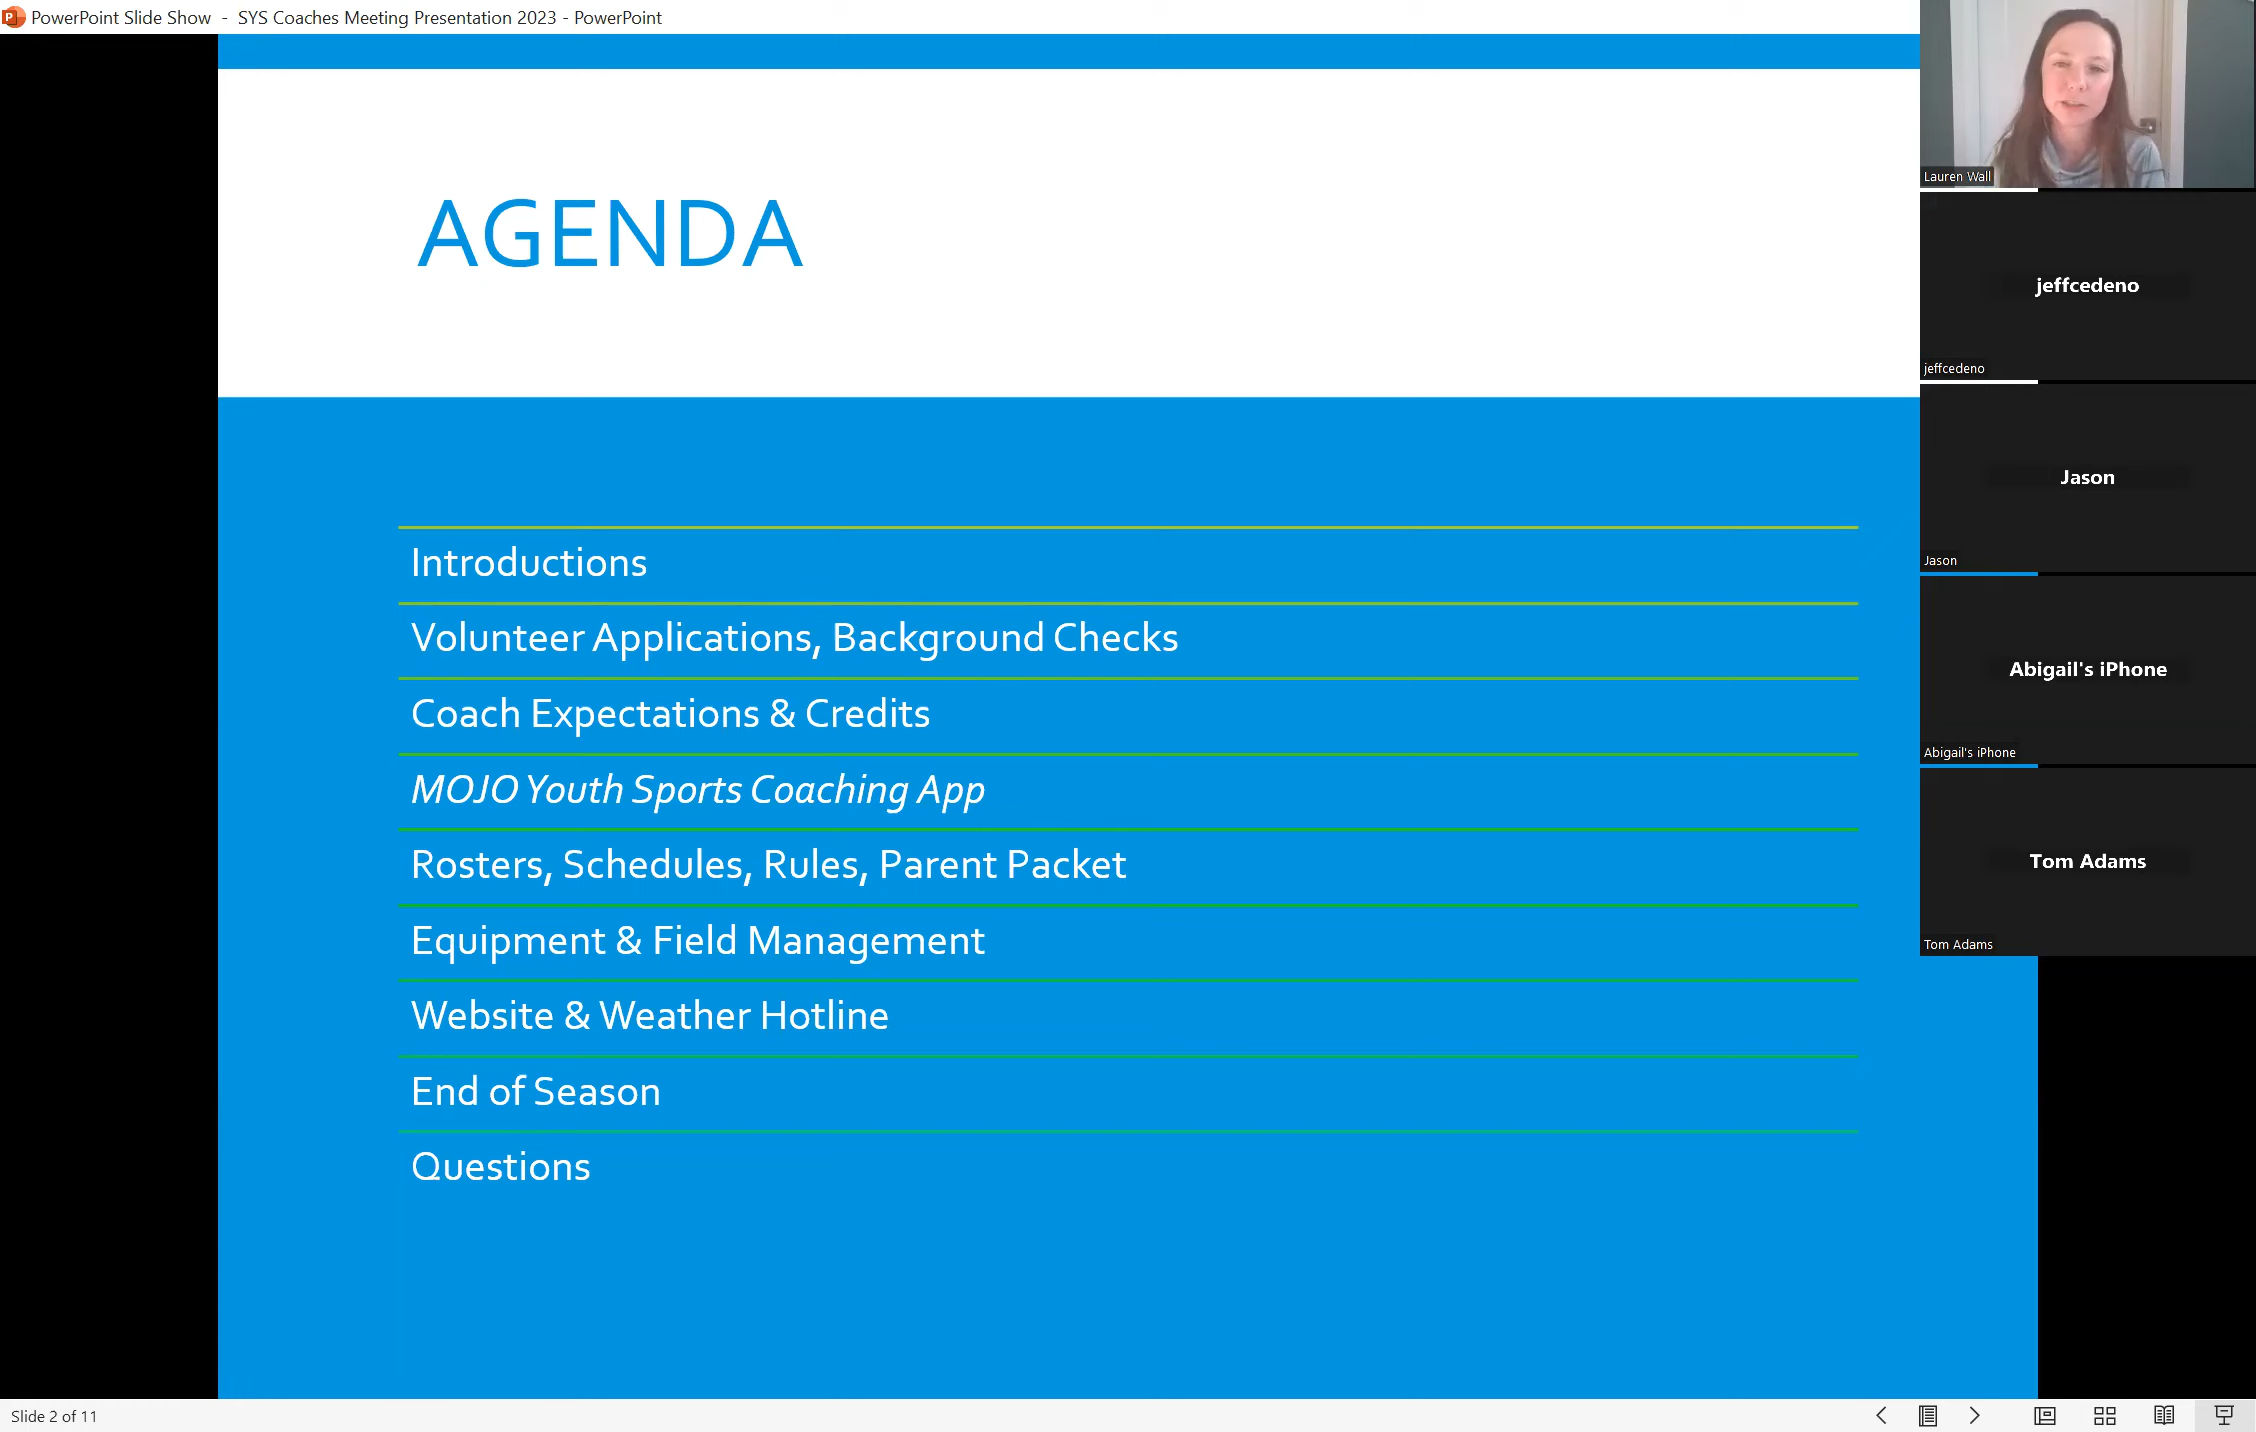 PowerPoint Slide Show - SYS Coaches Meeting Presentation 2023 - PowerPoint
AGENDA
Introductions
Volunteer Applications, Background Checks
Coach Expectations & Credits
MOJO Youth Sports Coaching App
Rosters, Schedules, Rules, Parent Packet
Equipment & Field Management
Website & Weather Hotline
End of Season
Questions
Lauren Wall
jeffcedeno
jeffcedeno
Jason
Jason
Abigail's iPhone
Abigail's iPhone
Tom Adams
Tom Adams
Slide 2 of 11